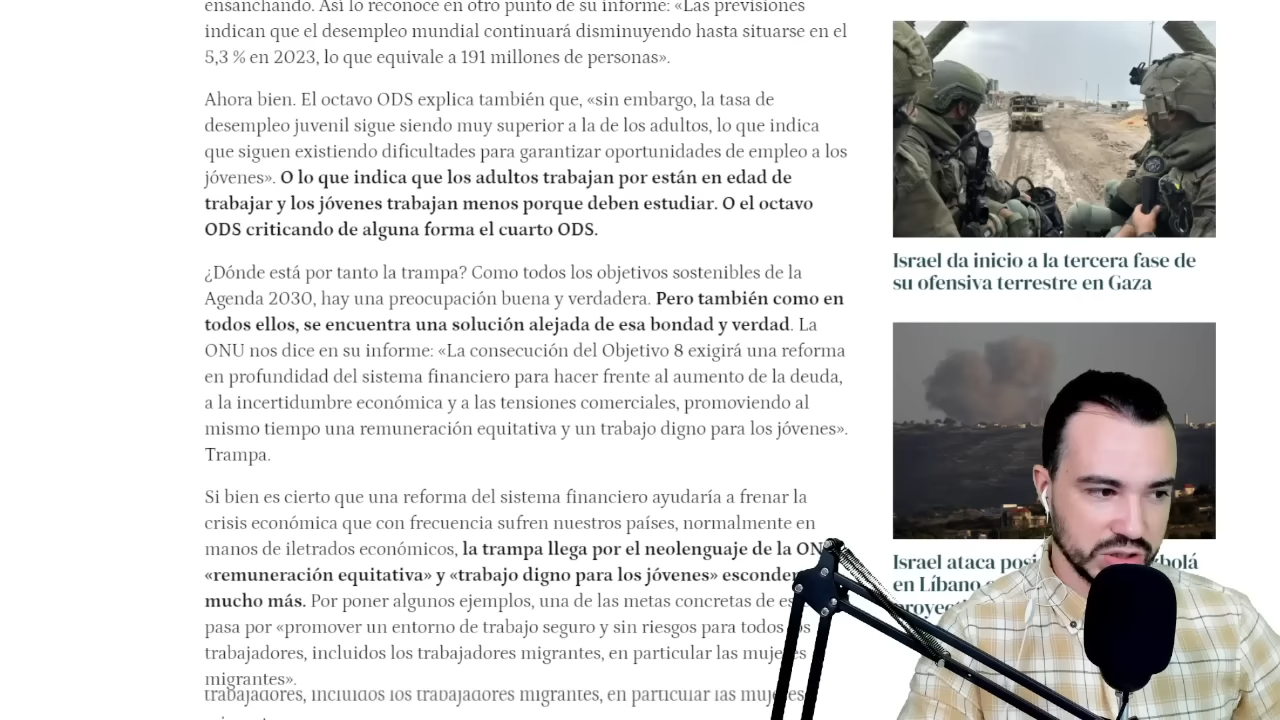 ensanchando. Así lo reconoce en otro punto de su informe: «Las previsiones
indican que el desempleo mundial continuará disminuyendo hasta situarse en el
5,3 % en 2023, lo que equivale a 191 millones de personas».
Ahora bien. El octavo ODS explica también que, «sin embargo, la tasa de
desempleo juvenil sigue siendo muy superior a la de los adultos, lo que indica
que siguen existiendo dificultades para garantizar oportunidades de empleo a los
jóvenes». O lo que indica que los adultos trabajan por están en edad de
trabajar y los jóvenes trabajan menos porque deben estudiar. O el octavo
ODS criticando de alguna forma el cuarto ODS.
¿Dónde está por tanto la trampa? Como todos los objetivos sostenibles de la
Agenda 2030, hay una preocupación buena y verdadera. Pero también como en
todos ellos, se encuentra una solución alejada de esa bondad y verdad. La
ONU nos dice en su informe: «La consecución del Objetivo 8 exigirá una reforma
en profundidad del sistema financiero para hacer frente al aumento de la deuda,
a la incertidumbre económica y a las tensiones comerciales, promoviendo al
mismo tiempo una remuneración equitativa y un trabajo digno para los jóvenes».
Trampa.
Si bien es cierto que una reforma del sistema financiero ayudaría a frenar la
crisis económica que con frecuencia sufren nuestros países, normalmente en
manos de iletrados económicos, la trampa llega por el neolenguaje de la
«remuneración equitativa» y «trabajo digno para los jóvenes»
mucho más. Por poner algunos ejemplos, una de las metas concretas de
pasa por «promover un entorno de trabajo seguro y sin riesgos para todos
trabajadores, incluidos los trabajadores migrantes, en particular las
migrantes».
trabajadores, incluidos los trabajadores migrantes, en particular las
Israel da inicio a la tercera fase de
su ofensiva terrestre en Gaza
Israel ataca
en Líbano